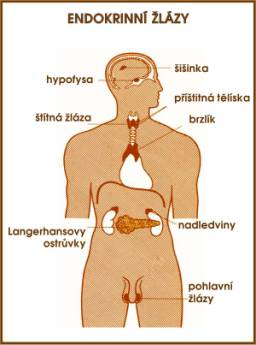 ENDOKRINNÍ ŽLÁZY
šišinka
hypofysa
příštitná tělíska
štítná žláza
brzlík
Langerhansovy
ostrůvky
nadledviny
pohlavní
žlázy